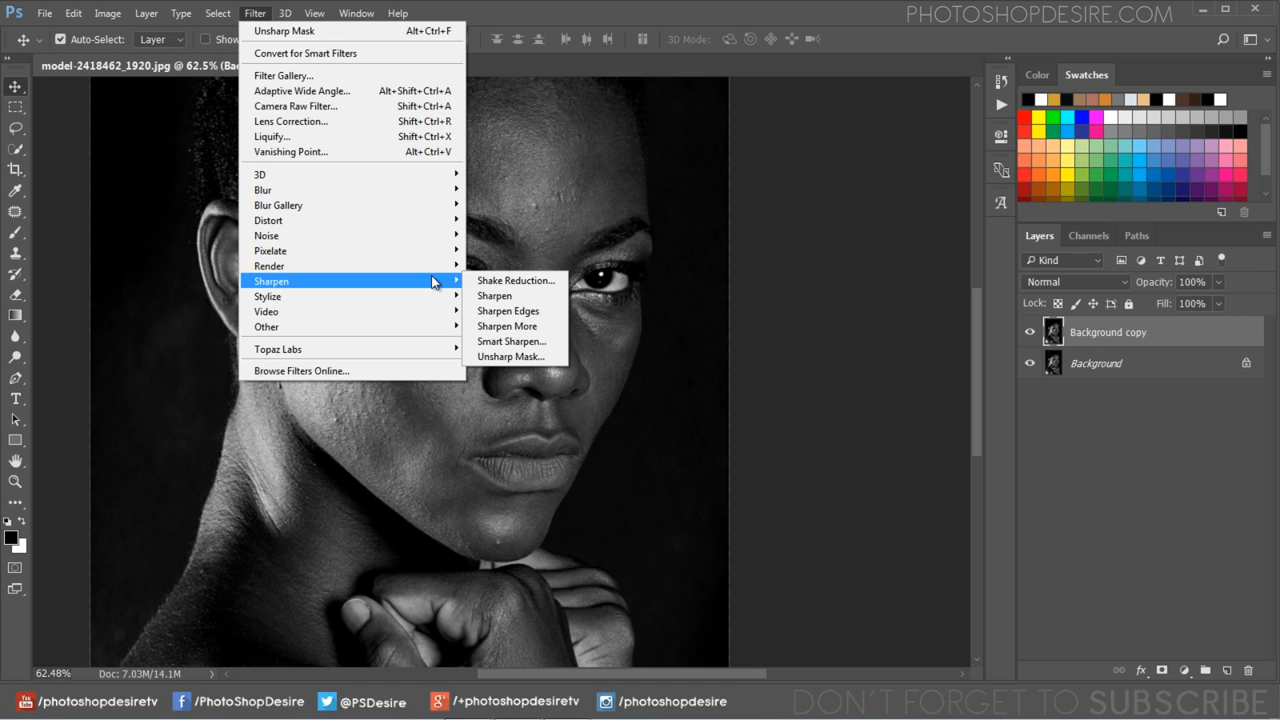 Ps File Edit Image Layer Type Select Filter 3D View Window Help
PHOTOSHOPDESIRE.COM
Auto-Select: Layer Show
3D Mode:
model-2418462_1920.jpg @ 62.5% (Ba
Unsharp Mask Alt+Ctrl+F
Convert for Smart Filters
Filter Gallery...
Adaptive Wide Angle... Alt+Shift+Ctrl+A
Camera Raw Filter... Shift+Ctrl+A
Lens Correction... Shift+Ctrl+R
Liquify... Shift+Ctrl+X
Vanishing Point... Alt+Ctrl+V
3D
Blur
Blur Gallery
Distort
Noise
Pixelate
Render
Sharpen
Stylize
Video
Other
Topaz Labs
Browse Filters Online...
Shake Reduction...
Sharpen
Sharpen Edges
Sharpen More
Smart Sharpen...
Unsharp Mask...
Color Swatches
Layers Channels Paths
Kind
Normal Opacity: 100%
Lock: Fill: 100%
Background copy
Background
62.48% Doc: 7.03M/14.1M
You Tube /photoshopdesiretv f /PhotoShopDesire @PSDesire g+ /+photoshopdesiretv /photoshopdesire
DON'T FORGET TO SUBSCRIBE